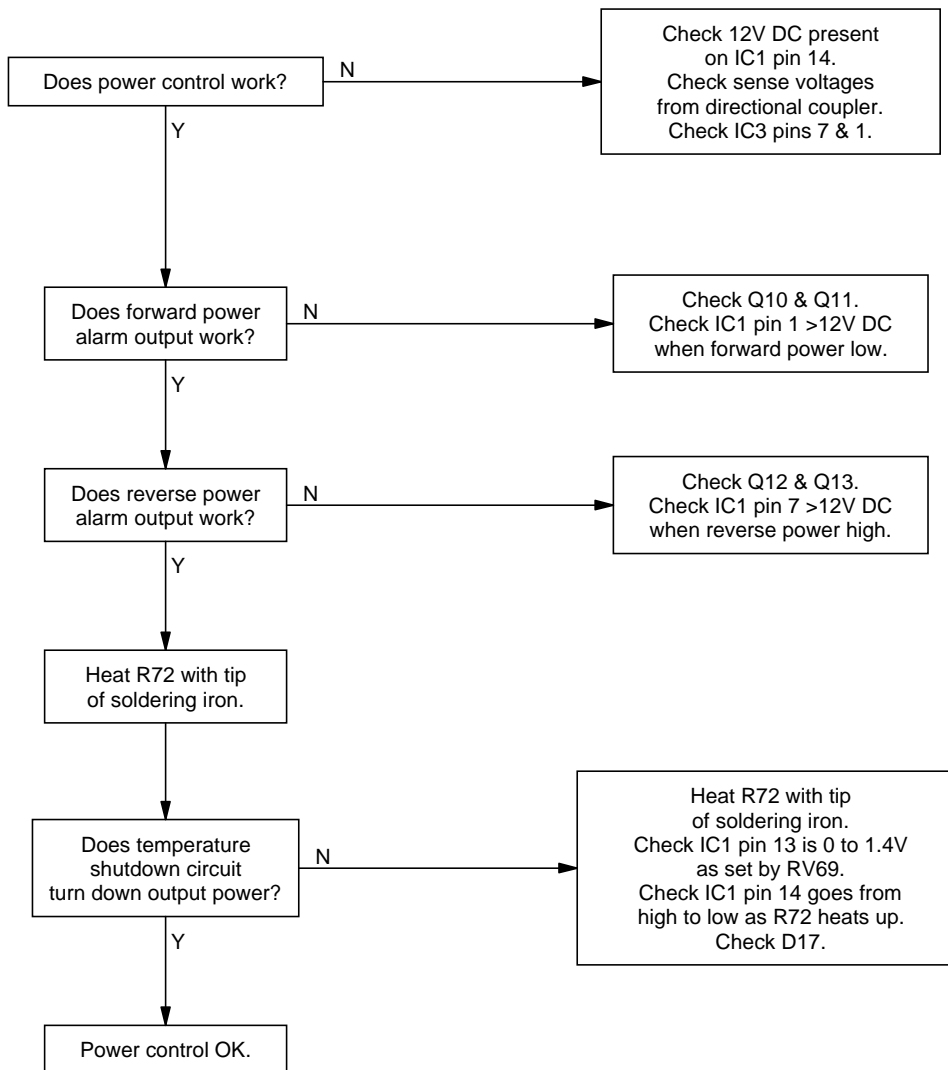 Does power control work?
N
Check 12V DC present
on IC1 pin 14.
Check sense voltages
from directional coupler.
Check IC3 pins 7 & 1.
Y
Does forward power
alarm output work?
N
Check Q10 & Q11.
Check IC1 pin 1 >12V DC
when forward power low.
Y
Does reverse power
alarm output work?
N
Check Q12 & Q13.
Check IC1 pin 7 >12V DC
when reverse power high.
Y
Heat R72 with tip
of soldering iron.
Does temperature
shutdown circuit
turn down output power?
N
Heat R72 with tip
of soldering iron.
Check IC1 pin 13 is 0 to 1.4V
as set by RV69.
Check IC1 pin 14 goes from
high to low as R72 heats up.
Check D17.
Y
Power control OK.